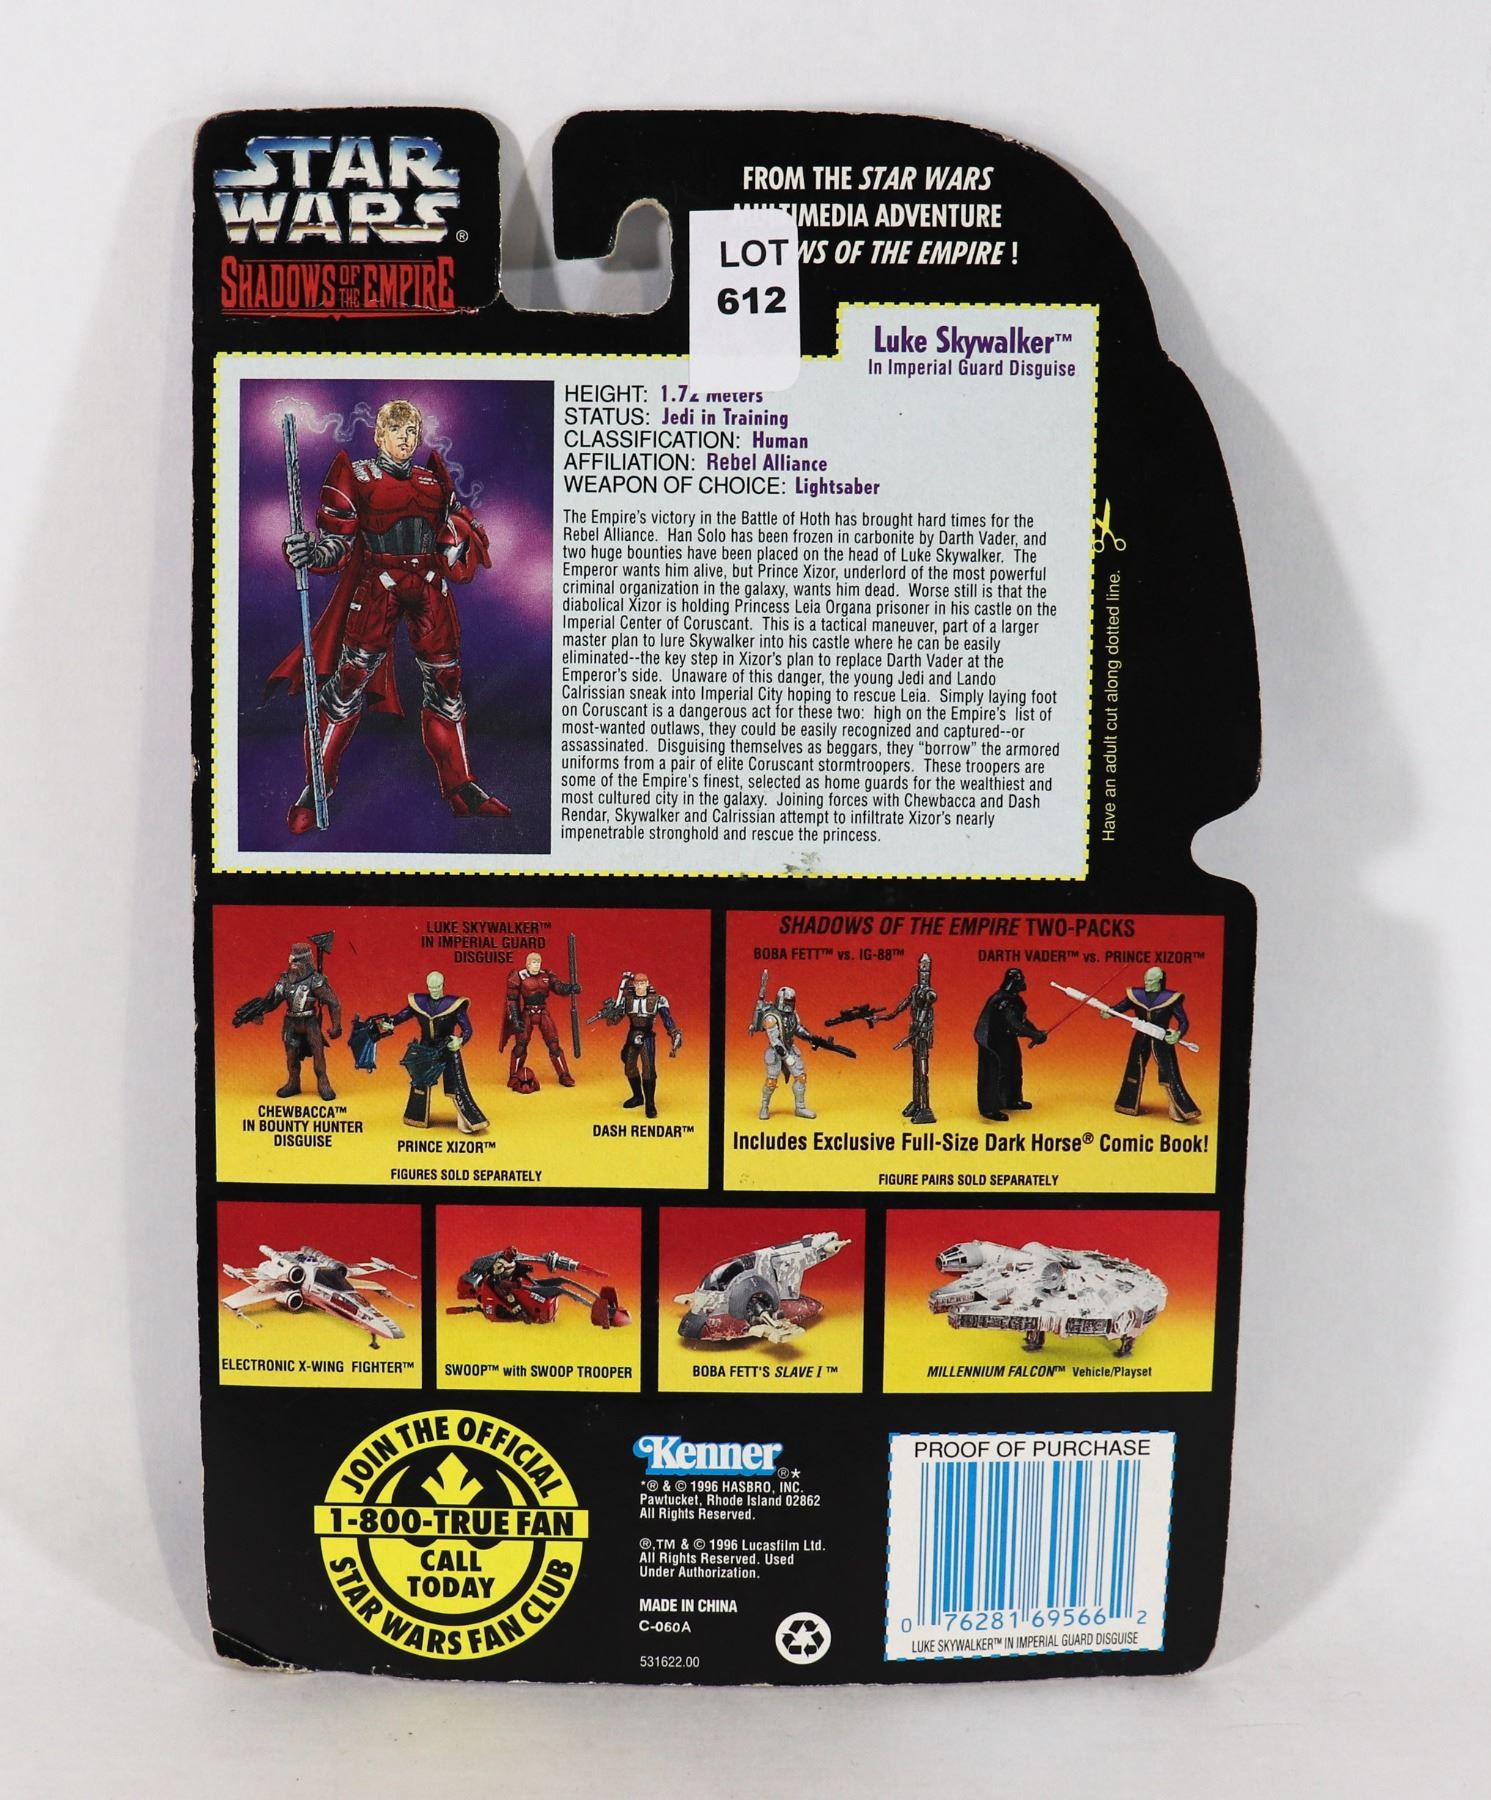 STAR
WARS®
SHADOWS OF THE EMPIRE™
FROM THE STAR WARS
MULTIMEDIA ADVENTURE
WS OF THE EMPIRE !
LOT
612
Luke Skywalker™
In Imperial Guard Disguise
HEIGHT: 1.72 Meters
STATUS: Jedi in Training
CLASSIFICATION: Human
AFFILIATION: Rebel Alliance
WEAPON OF CHOICE: Lightsaber
The Empire's victory in the Battle of Hoth has brought hard times for the
Rebel Alliance. Han Solo has been frozen in carbonite by Darth Vader, and
two huge bounties have been placed on the head of Luke Skywalker. The
Emperor wants him alive, but Prince Xizor, underlord of the most powerful
criminal organization in the galaxy, wants him dead. Worse still is that the
diabolical Xizor is holding Princess Leia Organa prisoner in his castle on the
Imperial Center of Coruscant. This is a tactical maneuver, part of a larger
master plan to lure Skywalker into his castle where he can be easily
eliminated--the key step in Xizor's plan to replace Darth Vader at the
Emperor's side. Unaware of this danger, the young Jedi and Lando
Calrissian sneak into Imperial City hoping to rescue Leia. Simply laying foot
on Coruscant is a dangerous act for these two: high on the Empire's list of
most-wanted outlaws, they could be easily recognized and captured--or
assassinated. Disguising themselves as beggars, they "borrow" the armored
uniforms from a pair of elite Coruscant stormtroopers. These troopers are
some of the Empire's finest, selected as home guards for the wealthiest and
most cultured city in the galaxy. Joining forces with Chewbacca and Dash
Rendar, Skywalker and Calrissian attempt to infiltrate Xizor's nearly
impenetrable stronghold and rescue the princess.
Have an adult cut along dotted line.
LUKE SKYWALKER™
IN IMPERIAL GUARD
DISGUISE
CHEWBACCA™
IN BOUNTY HUNTER
DISGUISE
PRINCE XIZOR™
DASH RENDAR™
FIGURES SOLD SEPARATELY
SHADOWS OF THE EMPIRE TWO-PACKS
BOBA FETT™ vs. IG-88™
DARTH VADER™ vs. PRINCE XIZOR™
Includes Exclusive Full-Size Dark Horse® Comic Book!
FIGURE PAIRS SOLD SEPARATELY
ELECTRONIC X-WING FIGHTER™
SWOOP™ with SWOOP TROOPER
BOBA FETT'S SLAVE I ™
MILLENNIUM FALCON™ Vehicle/Playset
JOIN THE OFFICIAL
1-800-TRUE FAN
CALL
TODAY
STAR WARS FAN CLUB
Kenner®*
*® & © 1996 HASBRO, INC.
Pawtucket, Rhode Island 02862
All Rights Reserved.
®,TM & © 1996 Lucasfilm Ltd.
All Rights Reserved. Used
Under Authorization.
MADE IN CHINA
C-060A
531622.00
PROOF OF PURCHASE
0 76281 69566 2
LUKE SKYWALKER™ IN IMPERIAL GUARD DISGUISE